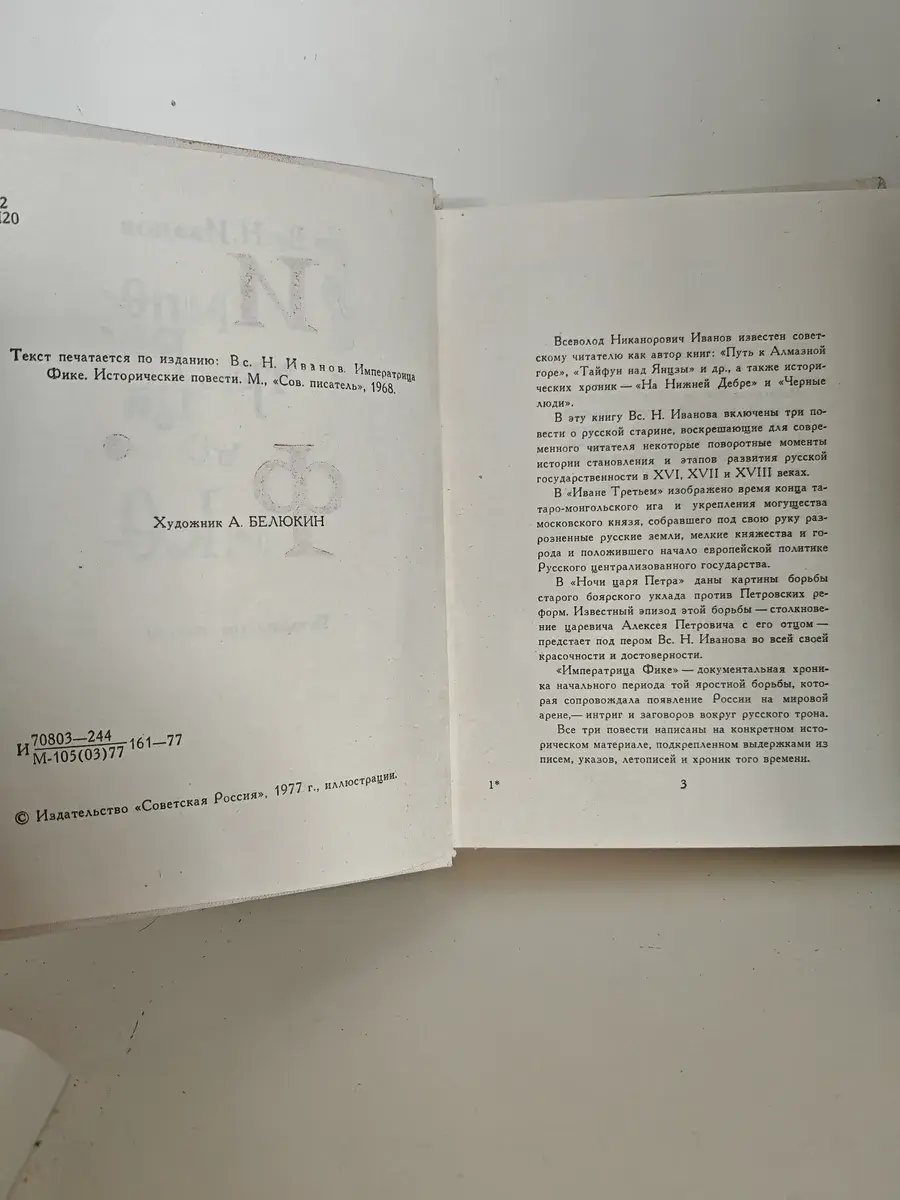 2
И20
Текст печатается по изданию: Вс. Н. Иванов. Императрица
Фике. Исторические повести. М., «Сов. писатель», 1968.
Художник А. БЕЛЮКИН
И 70803—244 161—77
М-105(03)77
© Издательство «Советская Россия», 1977 г., иллюстрации.
Всеволод Никанорович Иванов известен совет-
скому читателю как автор книг: «Путь к Алмазной
горе», «Тайфун над Янцзы» и др., а также истори-
ческих хроник — «На Нижней Дебре» и «Черные
люди».
В эту книгу Вс. Н. Иванова включены три по-
вести о русской старине, воскрешающие для совре-
менного читателя некоторые поворотные моменты
истории становления и этапов развития русской
государственности в XVI, XVII и XVIII веках.
В «Иване Третьем» изображено время конца та-
таро-монгольского ига и укрепления могущества
московского князя, собравшего под свою руку раз-
розненные русские земли, мелкие княжества и го-
рода и положившего начало европейской политике
Русского централизованного государства.
В «Ночи царя Петра» даны картины борьбы
старого боярского уклада против Петровских ре-
форм. Известный эпизод этой борьбы — столкнове-
ние царевича Алексея Петровича с его отцом —
предстает под пером Вс. Н. Иванова во всей своей
красочности и достоверности.
«Императрица Фике» — документальная хрони-
ка начального периода той яростной борьбы, кото-
рая сопровождала появление России на мировой
арене,— интриг и заговоров вокруг русского трона.
Все три повести написаны на конкретном исто-
рическом материале, подкрепленном выдержками из
писем, указов, летописей и хроник того времени.
1* 3